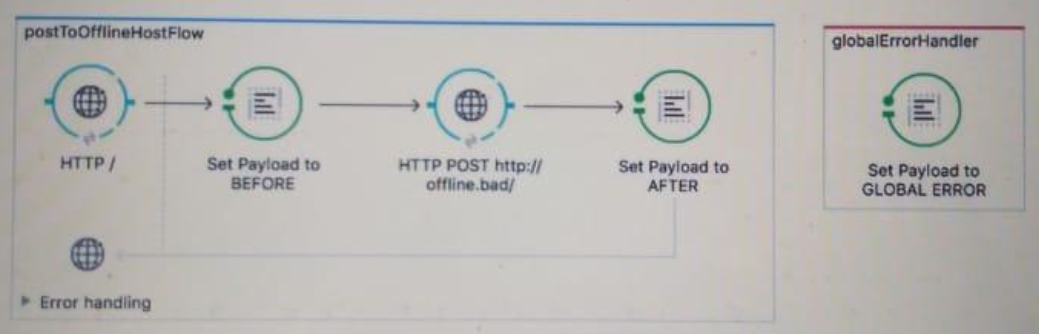 postToOfflineHostFlow
globalErrorHandler
HTTP /
Set Payload to
BEFORE
HTTP POST http://
offline.bad/
Set Payload to
AFTER
Set Payload to
GLOBAL ERROR
Error handling